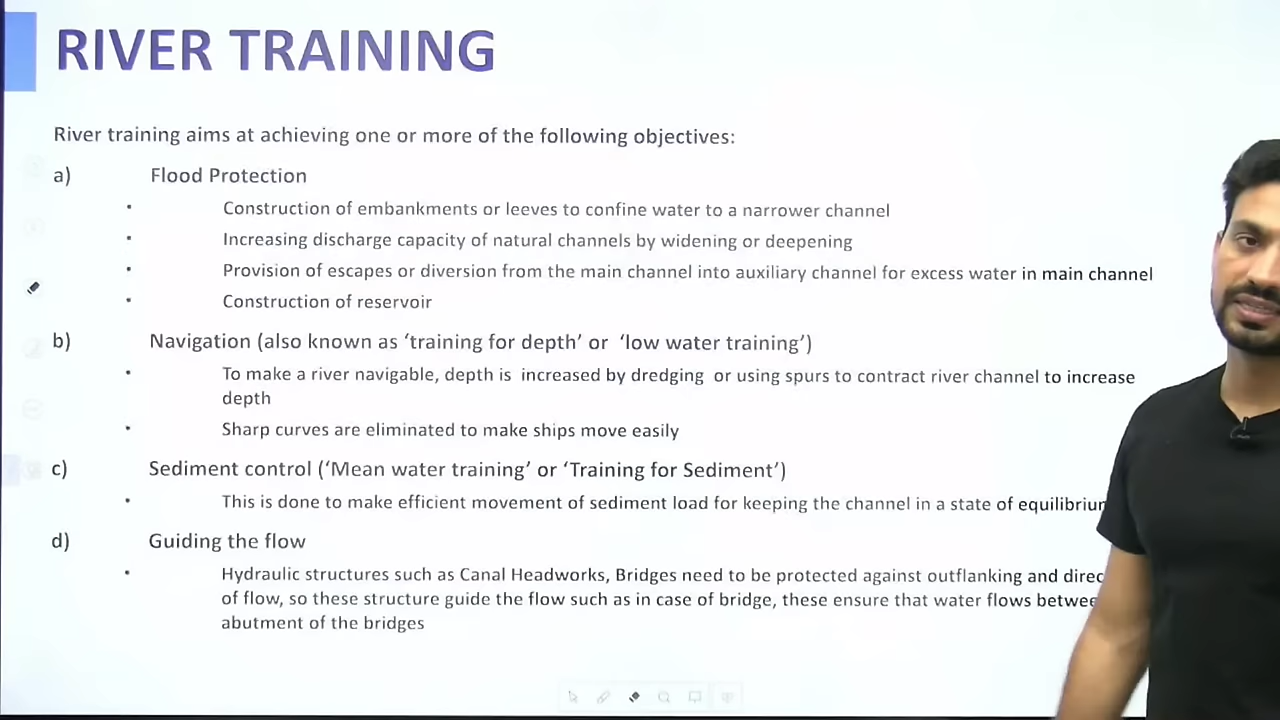 RIVER TRAINING
River training aims at achieving one or more of the following objectives:
a) Flood Protection
• Construction of embankments or leeves to confine water to a narrower channel
• Increasing discharge capacity of natural channels by widening or deepening
• Provision of escapes or diversion from the main channel into auxiliary channel for excess water in main channel
• Construction of reservoir
b) Navigation (also known as ‘training for depth’ or ‘low water training’)
• To make a river navigable, depth is increased by dredging or using spurs to contract river channel to increase
depth
• Sharp curves are eliminated to make ships move easily
c) Sediment control (‘Mean water training’ or ‘Training for Sediment’)
• This is done to make efficient movement of sediment load for keeping the channel in a state of
d) Guiding the flow
• Hydraulic structures such as Canal Headworks, Bridges need to be protected against outflanking and
of flow, so these structure guide the flow such as in case of bridge, these ensure that water flows
abutment of the bridges